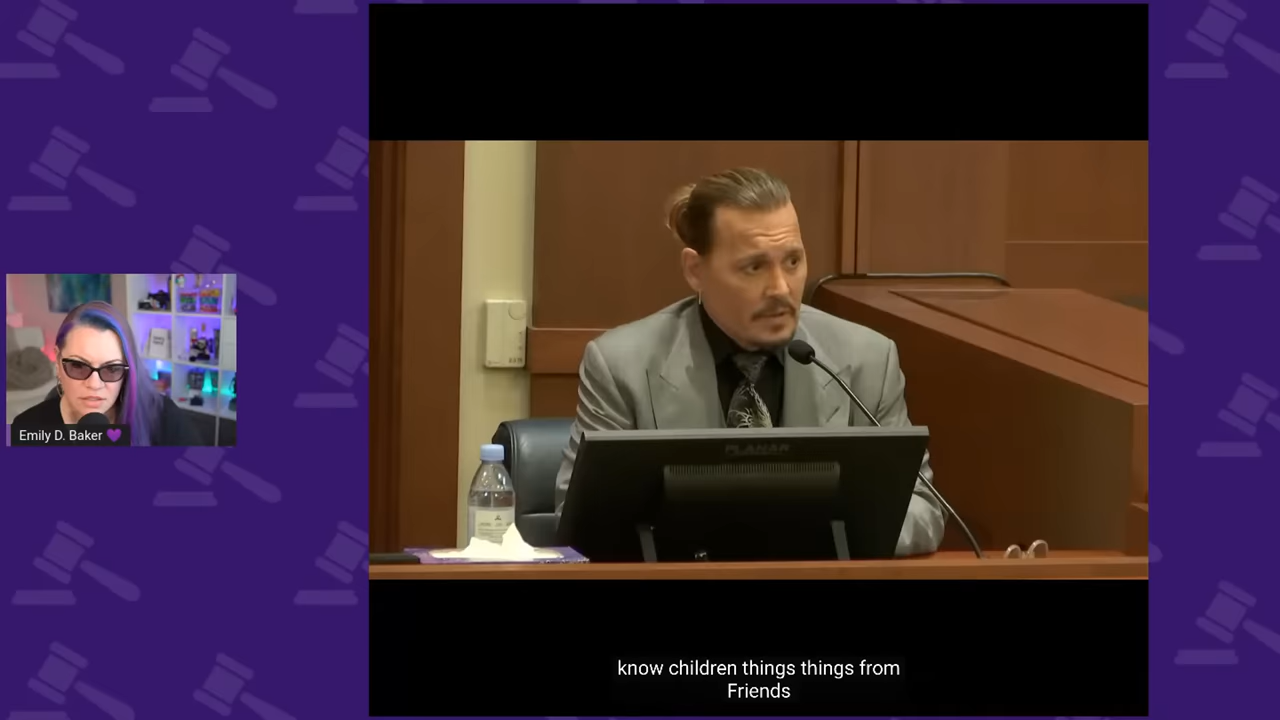 Emily D. Baker 💜
PLANAR
know children things things from
Friends